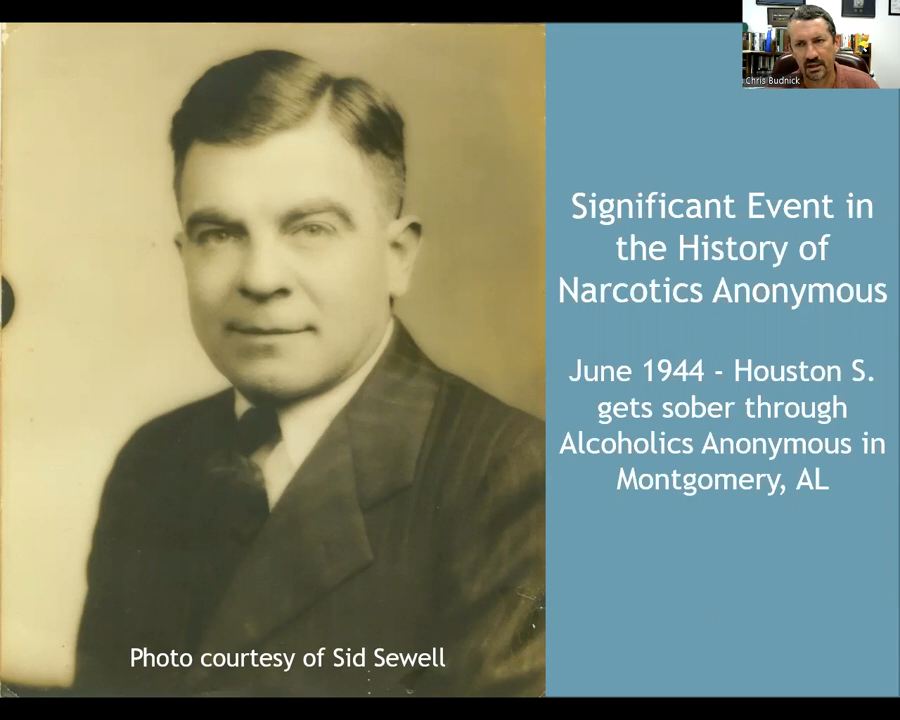 Chris Budnick
Significant Event in
the History of
Narcotics Anonymous
June 1944 - Houston S.
gets sober through
Alcoholics Anonymous in
Montgomery, AL
Photo courtesy of Sid Sewell